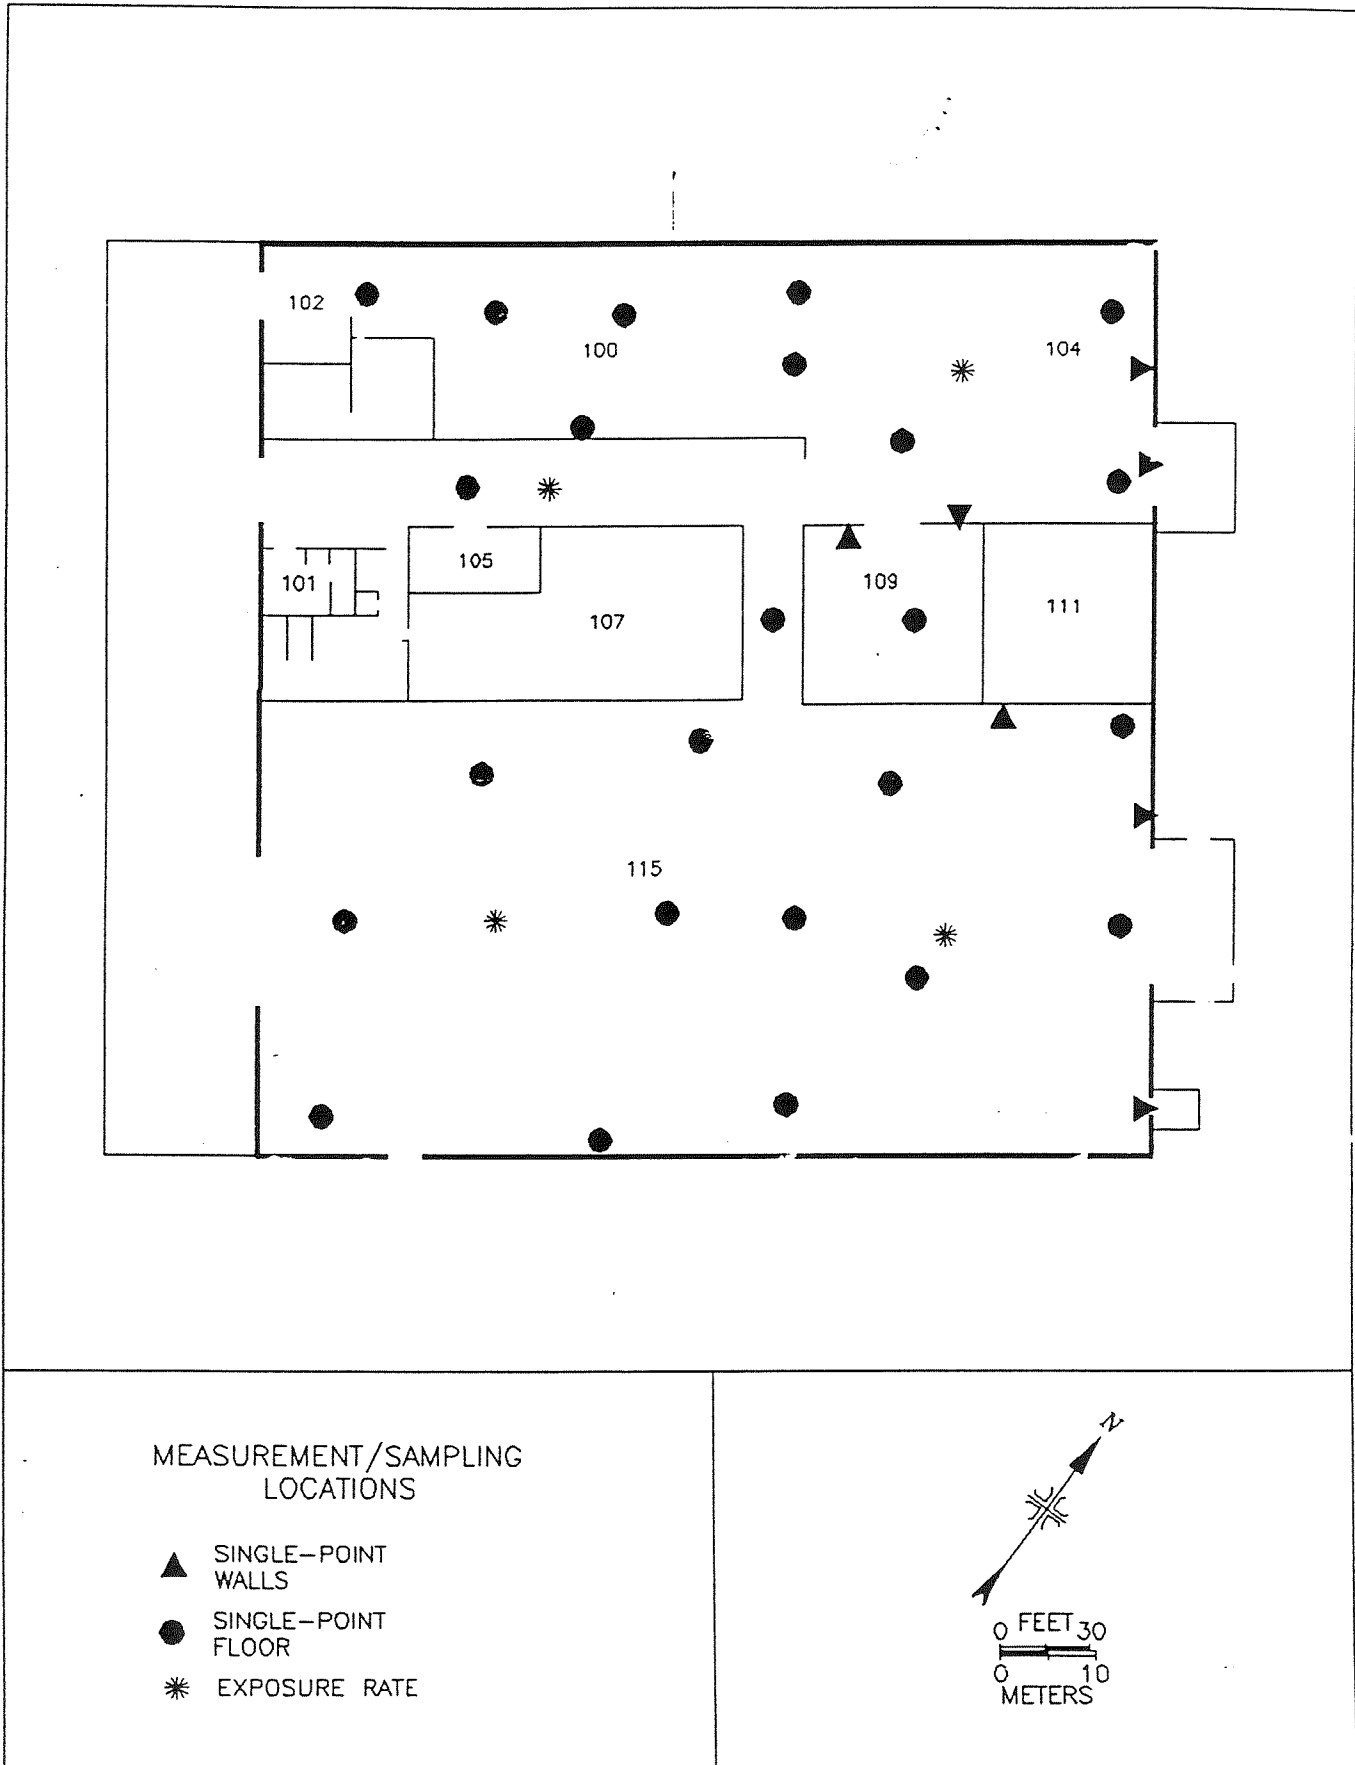 102
100
104
105
101
109
107
111
115
MEASUREMENT/SAMPLING
LOCATIONS
SINGLE-POINT
WALLS
SINGLE-POINT
FLOOR
EXPOSURE RATE
N
0 FEET 30
0 10
METERS